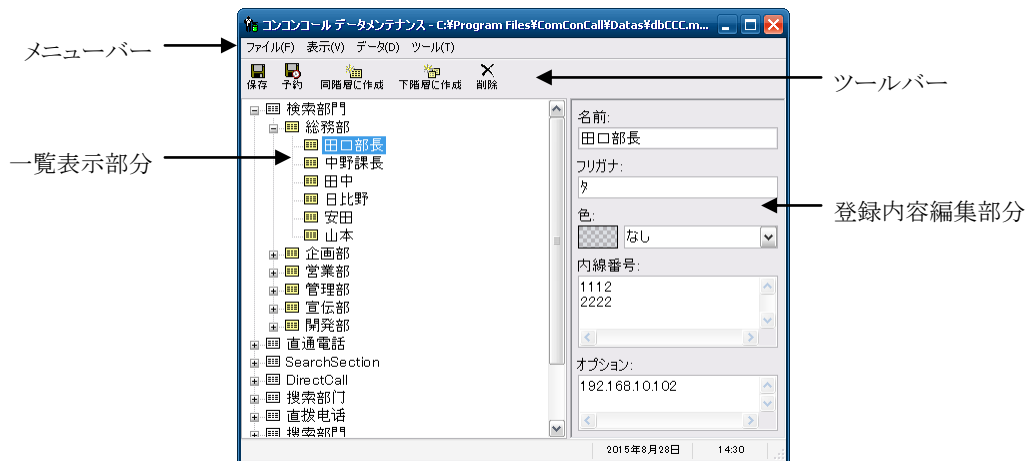 コンコンコール データメンテナンス - C:¥Program Files¥ComConCall¥Datas¥dbCCC.m...
メニューバー
ファイル(F) 表示(V) データ(D) ツール(T)
保存 予約 同階層に作成 下階層に作成 削除
ツールバー
検索部門
総務部
田口部長
中野課長
田中
日比野
安田
山本
企画部
営業部
管理部
宣伝部
開発部
直通電話
SearchSection
DirectCall
搜索部门
直拨电话
搜索部門
一覧表示部分
名前:
田口部長
フリガナ:
タ
色:
なし
内線番号:
1112
2222
オプション:
192.168.10.102
登録内容編集部分
2015年8月28日 14:30